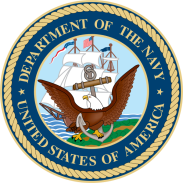 DEPARTMENT OF THE NAVY
UNITED STATES OF AMERICA